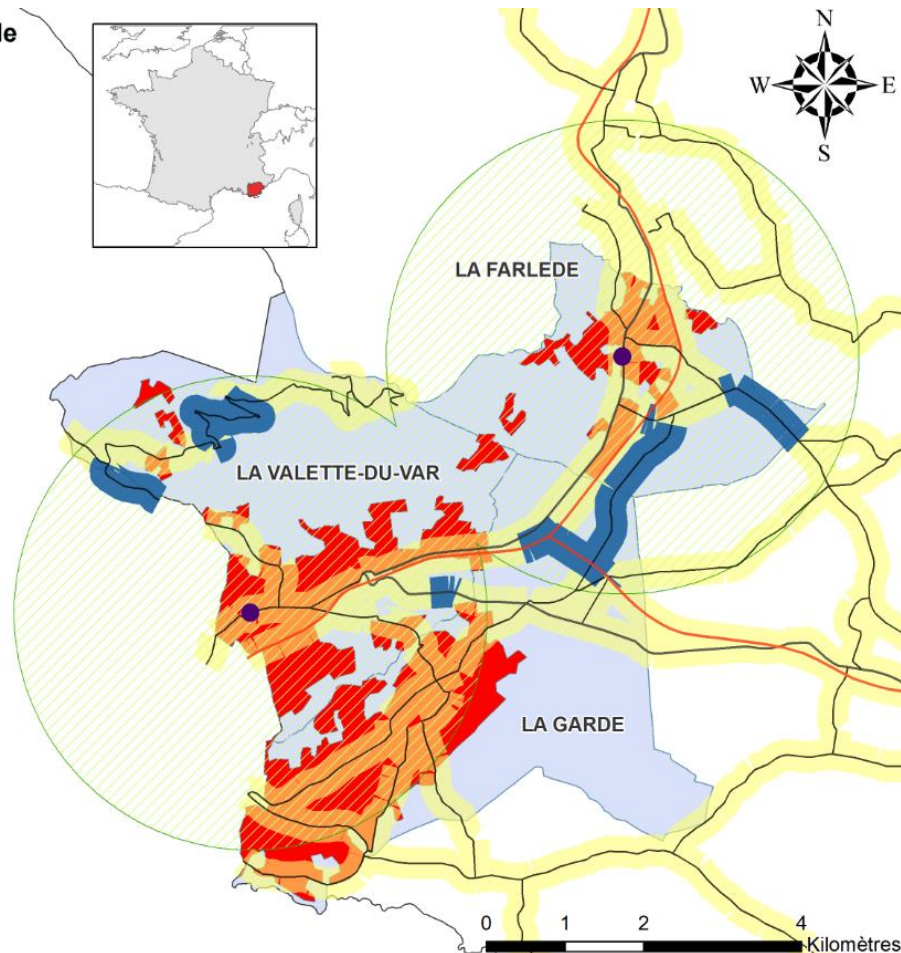 le
N
W E
S
LA FARLEDE
LA VALETTE-DU-VAR
LA GARDE
0 1 2 4
Kilomètres